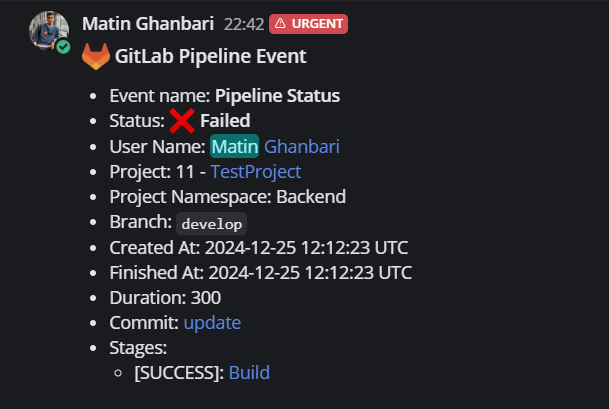 Matin Ghanbari 22:42 URGENT
GitLab Pipeline Event
Event name: Pipeline Status
Status: ❌ Failed
User Name: Matin Ghanbari
Project: 11 - TestProject
Project Namespace: Backend
Branch: develop
Created At: 2024-12-25 12:12:23 UTC
Finished At: 2024-12-25 12:12:23 UTC
Duration: 300
Commit: update
Stages:
[SUCCESS]: Build